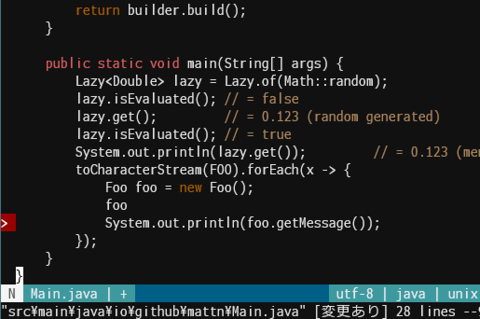 return builder.build();
}
public static void main(String[] args) {
Lazy<Double> lazy = Lazy.of(Math::random);
lazy.isEvaluated(); // = false
lazy.get(); // = 0.123 (random generated)
lazy.isEvaluated(); // = true
System.out.println(lazy.get()); // = 0.123 (me
toCharacterStream(FOO).forEach(x -> {
Foo foo = new Foo();
foo
> System.out.println(foo.getMessage());
});
}
}
N Main.java | + utf-8 | java | unix
"src¥main¥java¥io¥github¥mattn¥Main.java" [変更あり] 28 lines --